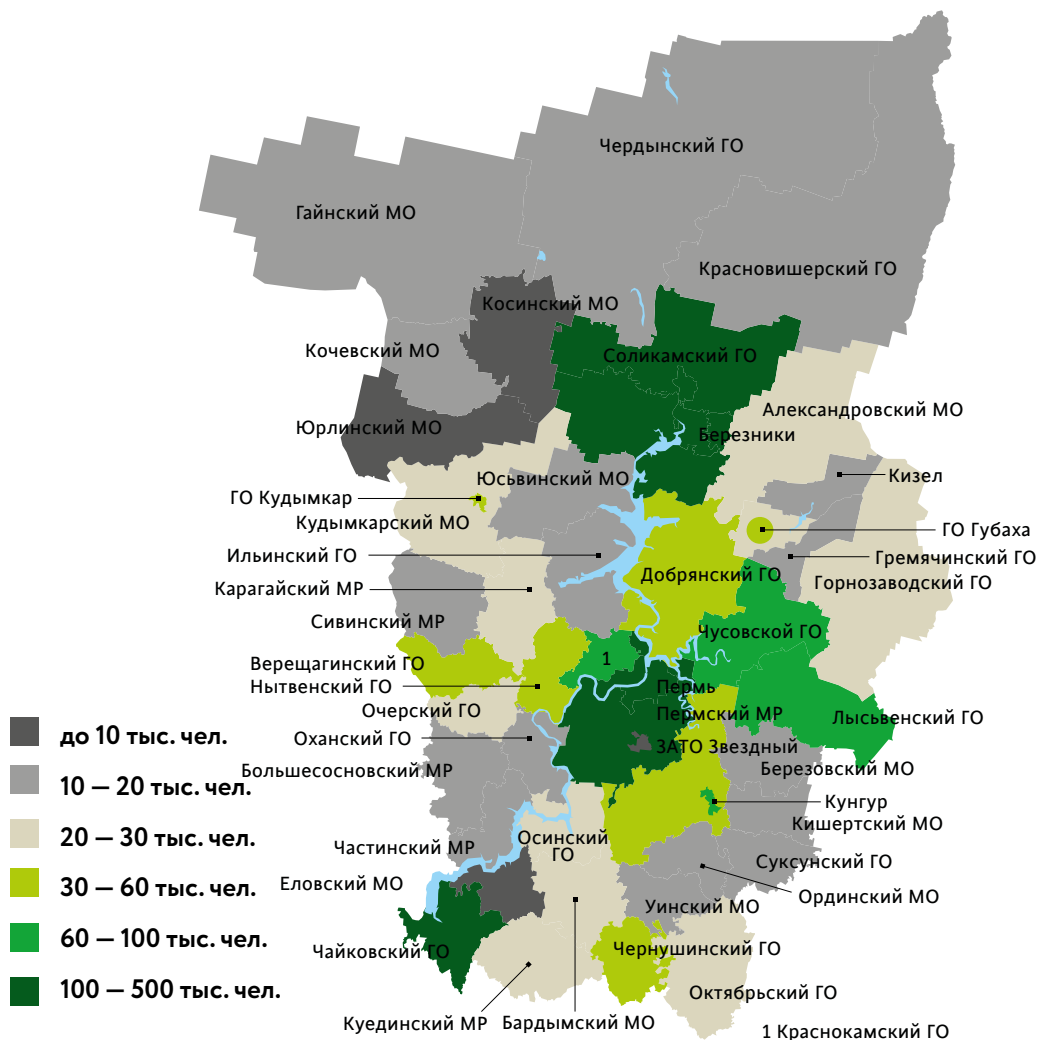 Чердынский ГО
Гайнский МО
Красновишерский ГО
Косинский МО
Кочевский МО
Соликамский ГО
Александровский МО
Юрлинский МО
Березники
Кизел
Юсьвинский МО
ГО Кудымкар
Кудымкарский МО
ГО Губаха
Ильинский ГО
Гремячинский ГО
Добрянский ГО
Горнозаводский ГО
Карагайский МР
Сивинский МР
Чусовской ГО
1
Верещагинский ГО
Нытвенский ГО
Пермь
Очерский ГО
Пермский МР
Лысьвенский ГО
Оханский ГО
ЗАТО Звездный
Большесосновский МР
Березовский МО
Кунгур
Кишертский МО
Осинский
ГО
Частинский МР
Суксунский ГО
Еловский МО
Ординский МО
Уинский МО
Чайковский ГО
Чернушинский ГО
Октябрьский ГО
Куединский МР
Бардымский МО
1 Краснокамский ГО
до 10 тыс. чел.
10 — 20 тыс. чел.
20 — 30 тыс. чел.
30 — 60 тыс. чел.
60 — 100 тыс. чел.
100 — 500 тыс. чел.